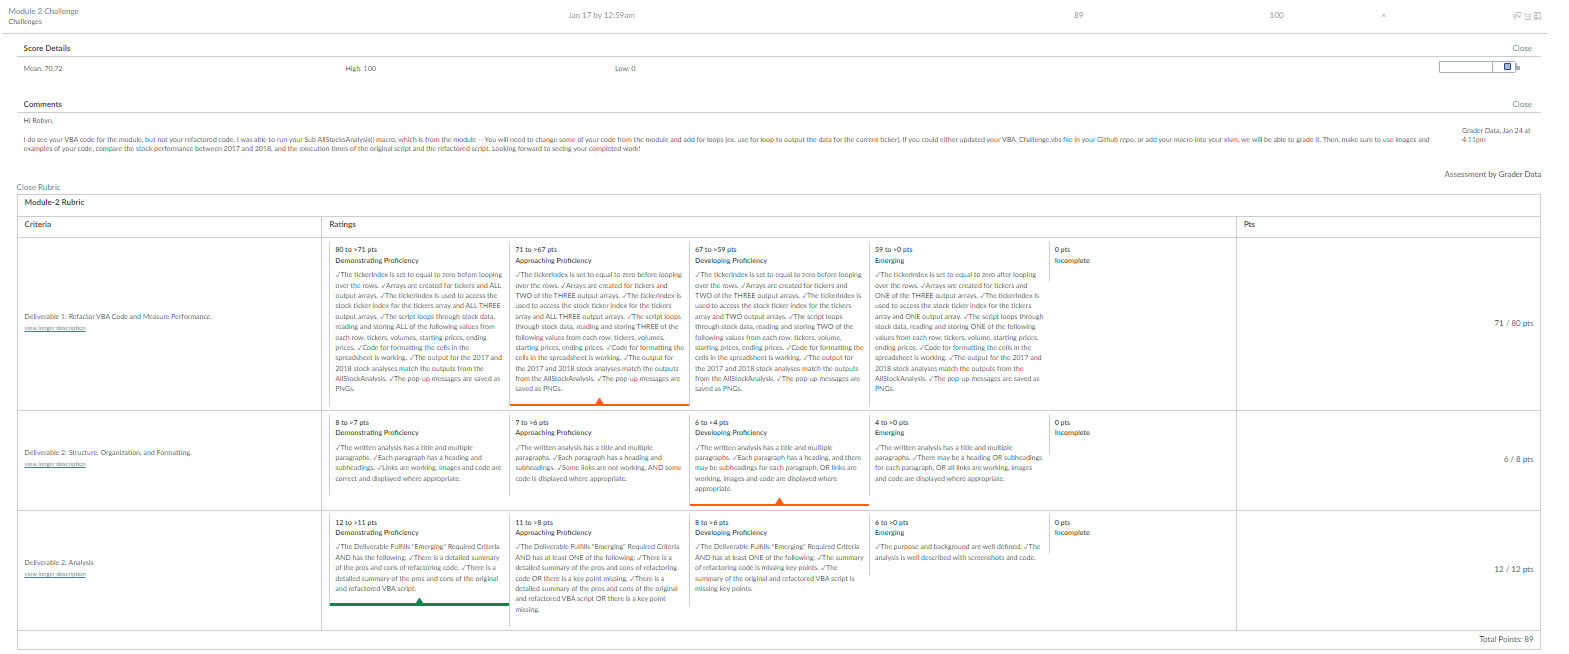 Module 2 Challenge
Challenges
Jan 17 by 12:59am
89
100
Score Details
Close
Mean: 70.72
High: 100
Low: 0
Comments
Close
Hi Robyn,
I do see your VBA code for the module, but not your refactored code. I was able to run your Sub AllStocksAnalysis() macro, which is from the module -- You will need to change some of your code from the module and add for loops (ex. use for loop to output the data for the current ticker). If you could either updated your VBA_Challenge.vbs file in your Github repo, or add your macro into your xlsm, we will be able to grade it. Then, make sure to use images and
examples of your code, compare the stock performance between 2017 and 2018, and the execution times of the original script and the refactored script. Looking forward to seeing your completed work!
Grader Data, Jan 24 at
4:11pm
Assessment by Grader Data
Close Rubric
Module-2 Rubric
Criteria
Ratings
Pts
Deliverable 1: Refactor VBA Code and Measure Performance.
view longer description
80 to >71 pts
Demonstrating Proficiency
✓The tickerIndex is set to equal to zero before looping
over the rows. ✓Arrays are created for tickers and ALL
output arrays. ✓The tickerIndex is used to access the
stock ticker index for the tickers array and ALL THREE
output arrays. ✓The script loops through stock data,
reading and storing ALL of the following values from
each row: tickers, volumes, starting prices, ending
prices. ✓Code for formatting the cells in the
spreadsheet is working. ✓The output for the 2017 and
2018 stock analyses match the outputs from the
AllStockAnalysis. ✓The pop-up messages are saved as
PNGs.
71 to >67 pts
Approaching Proficiency
✓The tickerIndex is set to equal to zero before looping
over the rows. ✓Arrays are created for tickers and
TWO of the THREE output arrays. ✓The tickerIndex is
used to access the stock ticker index for the tickers
array and ALL THREE output arrays. ✓The script loops
through stock data, reading and storing THREE of the
following values from each row: tickers, volumes,
starting prices, ending prices. ✓Code for formatting the
cells in the spreadsheet is working. ✓The output for
the 2017 and 2018 stock analyses match the outputs
from the AllStockAnalysis. ✓The pop-up messages are
saved as PNGs.
67 to >59 pts
Developing Proficiency
✓The tickerIndex is set to equal to zero before looping
over the rows. ✓Arrays are created for tickers and
TWO of the THREE output arrays. ✓The tickerIndex is
used to access the stock ticker index for the tickers
array and TWO output arrays. ✓The script loops
through stock data, reading and storing TWO of the
following values from each row: tickers, volumes,
starting prices, ending prices. ✓Code for formatting the
cells in the spreadsheet is working. ✓The output for
the 2017 and 2018 stock analyses match the outputs
from the AllStockAnalysis. ✓The pop-up messages are
saved as PNGs.
59 to >0 pts
Emerging
✓The tickerIndex is set to equal to zero after looping
over the rows. ✓Arrays are created for tickers and
ONE of the THREE output arrays. ✓The tickerIndex is
used to access the stock ticker index for the tickers
array and ONE output array. ✓The script loops through
stock data, reading and storing ONE of the following
values from each row: tickers, volume, starting prices,
ending prices. ✓Code for formatting the cells in the
spreadsheet is working. ✓The output for the 2017 and
2018 stock analyses match the outputs from the
AllStockAnalysis. ✓The pop-up messages are saved as
PNGs.
0 pts
Incomplete
71 / 80 pts
Deliverable 2: Structure, Organization, and Formatting.
view longer description
8 to >7 pts
Demonstrating Proficiency
✓The written analysis has a title and multiple
paragraphs. ✓Each paragraph has a heading and
subheadings. ✓Links are working, images and code are
correct and displayed where appropriate.
7 to >6 pts
Approaching Proficiency
✓The written analysis has a title and multiple
paragraphs. ✓Each paragraph has a heading and
subheadings. ✓Some links are not working, AND some
code is displayed where appropriate.
6 to >4 pts
Developing Proficiency
✓The written analysis has a title and multiple
paragraphs. ✓Each paragraph has a heading, and there
may be subheadings for each paragraph, OR links are
working, images and code are displayed where
appropriate.
4 to >0 pts
Emerging
✓The written analysis has a title and multiple
paragraphs. ✓There may be a heading OR subheadings
for each paragraph, OR all links are working, images
and code are displayed where appropriate.
0 pts
Incomplete
6 / 8 pts
Deliverable 2: Analysis
view longer description
12 to >11 pts
Demonstrating Proficiency
✓The Deliverable Fulfills "Emerging" Required Criteria
AND has the following: ✓There is a detailed summary
of the pros and cons of refactoring code. ✓There is a
detailed summary of the pros and cons of the original
and refactored VBA script.
11 to >8 pts
Approaching Proficiency
✓The Deliverable Fulfills "Emerging" Required Criteria
AND has at least ONE of the following: ✓There is a
detailed summary of the pros and cons of refactoring
code OR there is a key point missing. ✓There is a
detailed summary of the pros and cons of the original
and refactored VBA script OR there is a key point
missing.
8 to >6 pts
Developing Proficiency
✓The Deliverable Fulfills "Emerging" Required Criteria
AND has at least ONE of the following: ✓The summary
of refactoring code is missing key points. ✓The
summary of the original and refactored VBA script is
missing key points.
6 to >0 pts
Emerging
✓The purpose and background are well defined. ✓The
analysis is well described with screenshots and code.
0 pts
Incomplete
12 / 12 pts
Total Points: 89